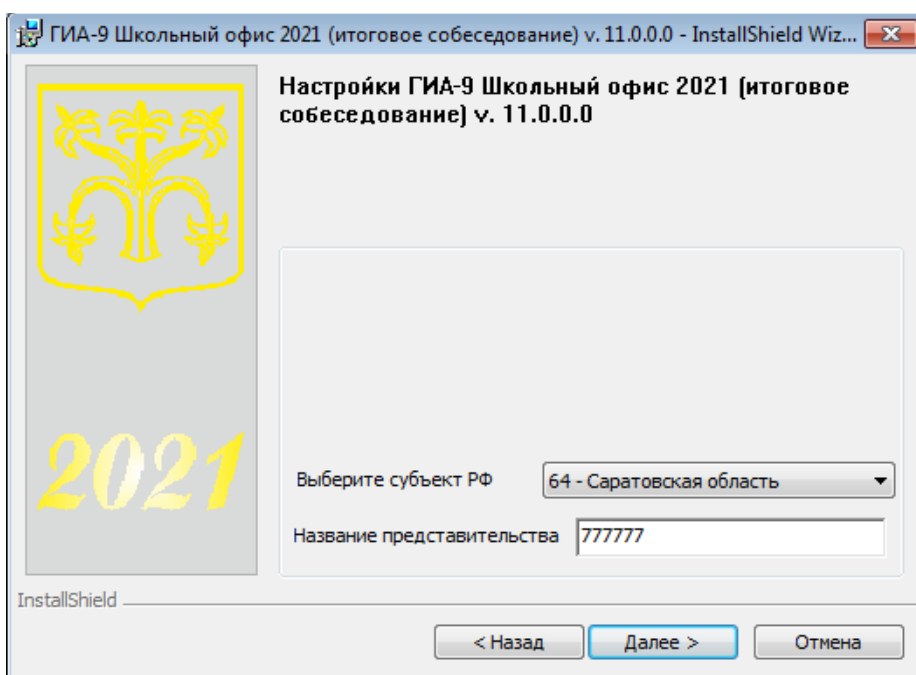 ГИА-9 Школьный офис 2021 (итоговое собеседование) v. 11.0.0.0 - InstallShield Wiz...
Настройки ГИА-9 Школьный офис 2021 (итоговое
собеседование) v. 11.0.0.0
2021
Выберите субъект РФ
64 - Саратовская область
Название представительства
777777
InstallShield
< Назад
Далее >
Отмена